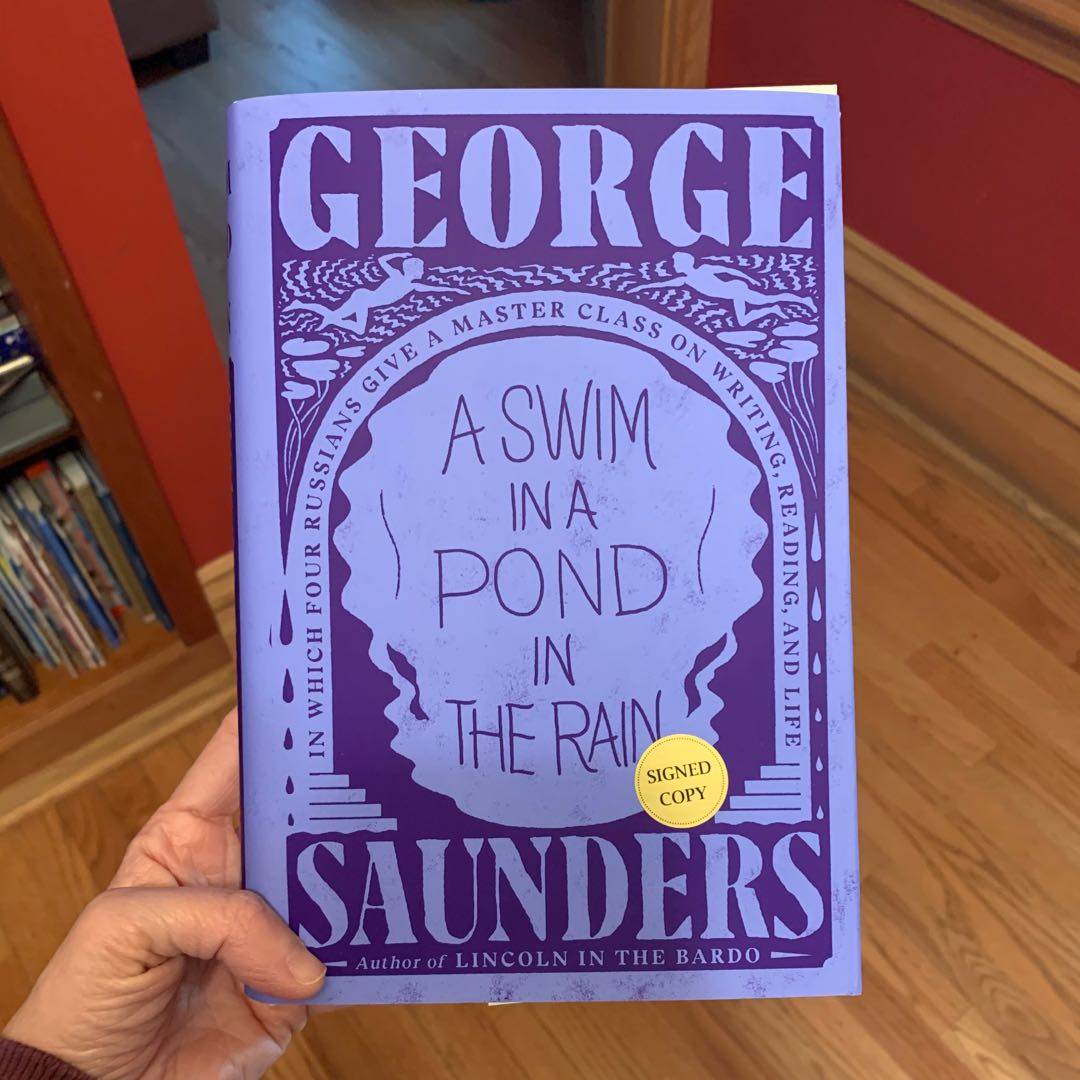 GEORGE
IN WHICH FOUR RUSSIANS GIVE A MASTER CLASS ON WRITING, READING, AND LIFE
A SWIM
IN A
POND
IN
THE RAIN
SIGNED
COPY
SAUNDERS
Author of LINCOLN IN THE BARDO